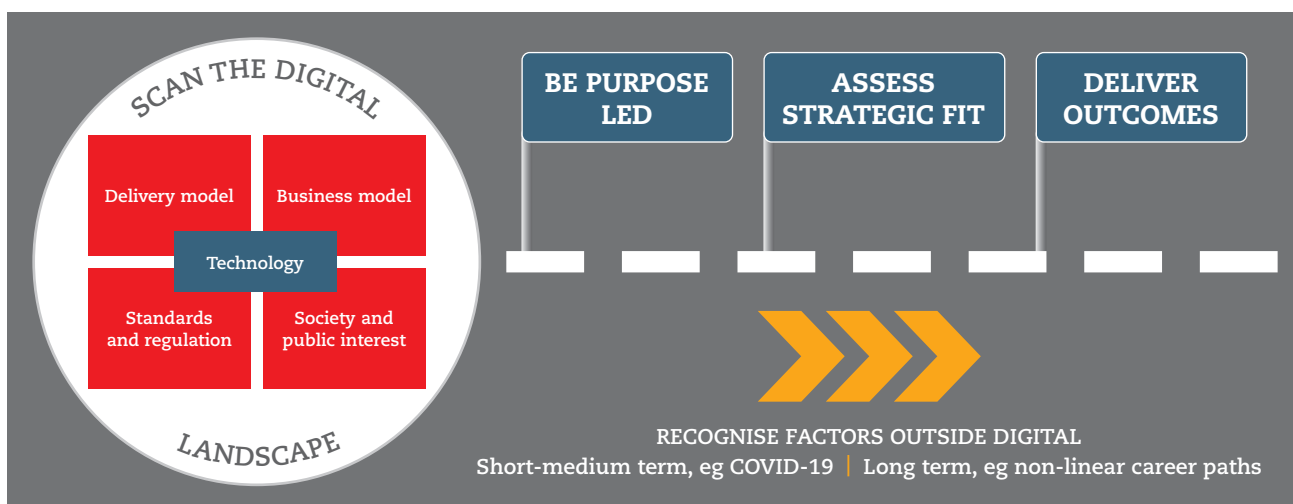 SCAN THE DIGITAL
Delivery model
Business model
Technology
Standards
and regulation
Society and
public interest
LANDSCAPE
BE PURPOSE
LED
ASSESS
STRATEGIC FIT
DELIVER
OUTCOMES
RECOGNISE FACTORS OUTSIDE DIGITAL
Short-medium term, eg COVID-19 | Long term, eg non-linear career paths